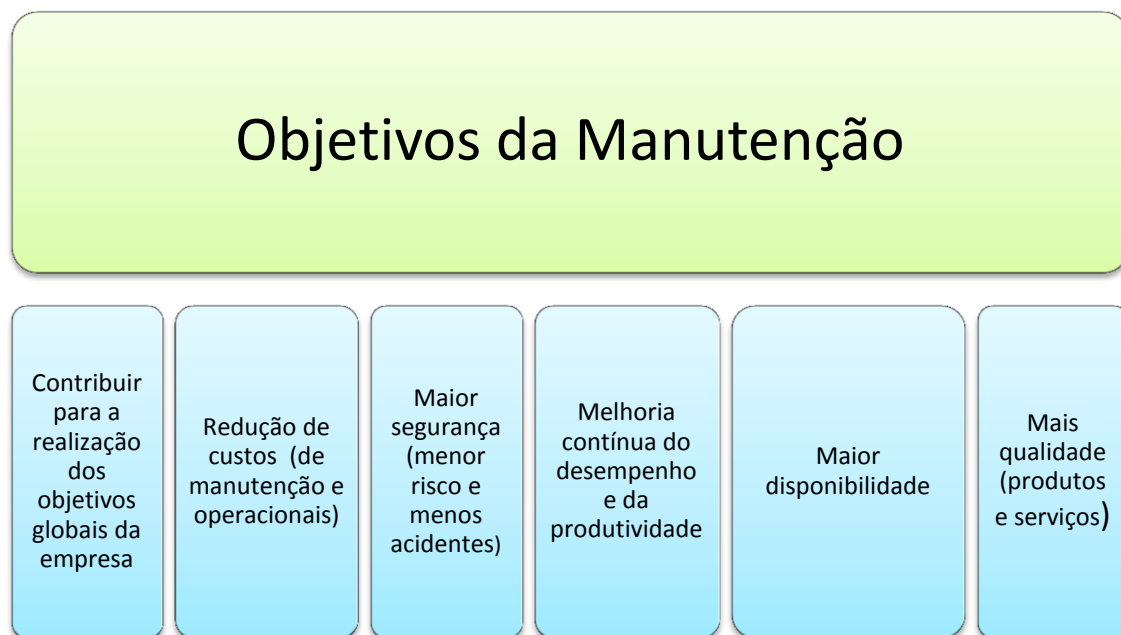 Objetivos da Manutenção
Contribuir
para a
realização
dos
objetivos
globais da
empresa
Redução de
custos (de
manutenção e
operacionais)
Maior
segurança
(menor
risco e
menos
acidentes)
Melhoria
contínua do
desempenho
e da
produtividade
Maior
disponibilidade
Mais
qualidade
(produtos
e serviços)